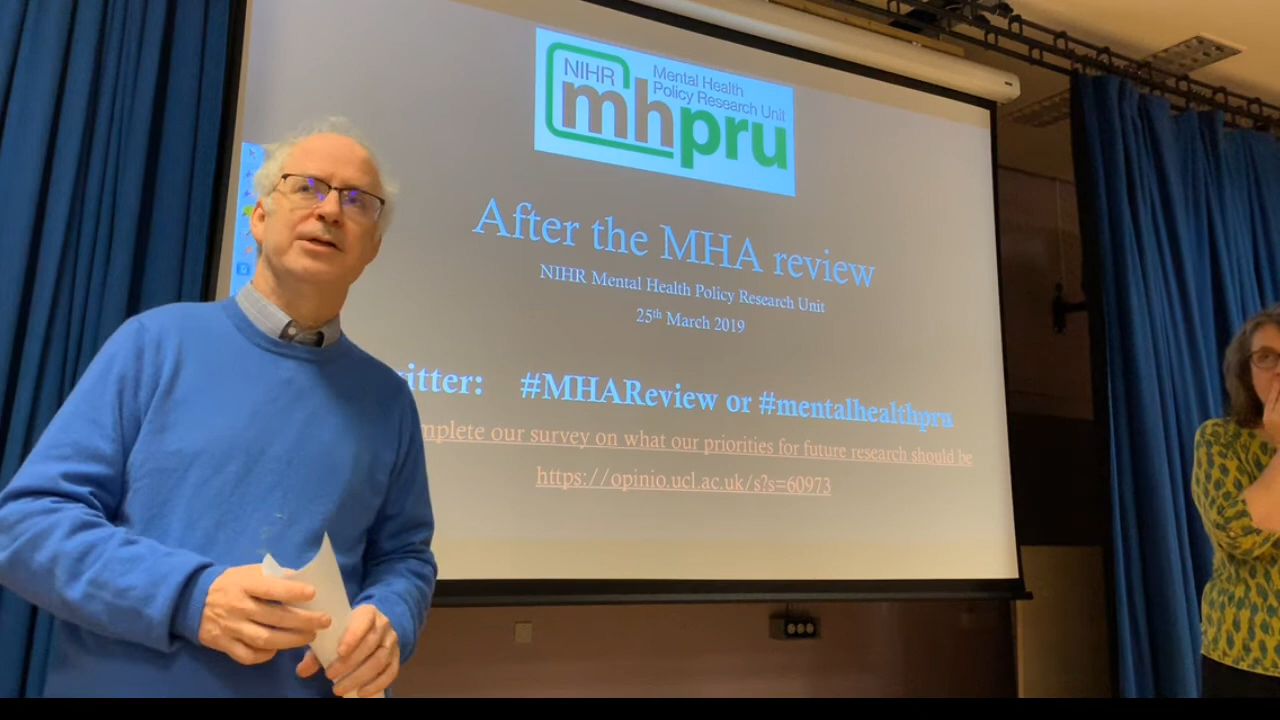 NIHR
Mental Health
Policy Research Unit
mhpru
After the MHA review
NIHR Mental Health Policy Research Unit
25th March 2019
itter: #MHAReview or #mentalhealthpru
mplete our survey on what our priorities for future research should be
https://opinio.ucl.ac.uk/s?s=60973